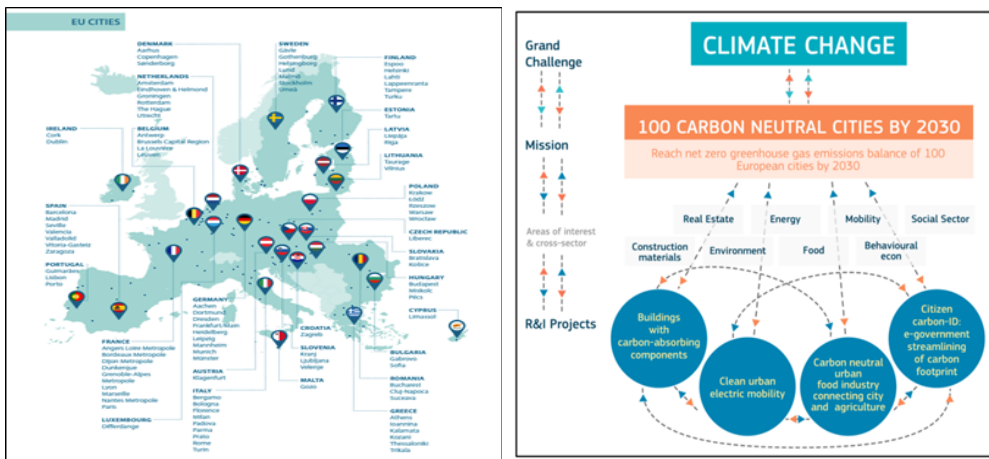 EU CITIES
DENMARK
Aarhus
Copenhagen
Sønderborg
NETHERLANDS
Amsterdam
Eindhoven & Helmond
Groningen
Rotterdam
The Hague
Utrecht
IRELAND
Cork
Dublin
BELGIUM
Antwerp
Brussels-Capital Region
La Louvière
Leuven
SPAIN
Barcelona
Madrid
Seville
Valencia
Valladolid
Vitoria-Gasteiz
Zaragoza
PORTUGAL
Guimarães
Lisbon
Porto
FRANCE
Angers Loire Metropole
Bordeaux Metropole
Dijon Metropole
Dunkerque
Grenoble-Alpes
Metropole
Lyon
Marseille
Nantes Metropole
Paris
LUXEMBOURG
Differdange
GERMANY
Aachen
Dortmund
Dresden
Frankfurt/Main
Heidelberg
Leipzig
Mannheim
Munich
Münster
AUSTRIA
Klagenfurt
ITALY
Bergamo
Bologna
Florence
Milan
Padova
Parma
Prato
Rome
Turin
SWEDEN
Gävle
Gothenburg
Helsingborg
Lund
Malmö
Stockholm
Umeå
FINLAND
Espoo
Helsinki
Lahti
Lappeenranta
Tampere
Turku
ESTONIA
Tartu
LATVIA
Liepaja
Riga
LITHUANIA
Taurage
Vilnius
POLAND
Krakow
Łódź
Rzeszow
Warsaw
Wroclaw
CZECH REPUBLIC
Liberec
SLOVAKIA
Bratislava
Košice
HUNGARY
Budapest
Miskolc
Pécs
CYPRUS
Limassol
CROATIA
Zagreb
SLOVENIA
Kranj
Ljubljana
Velenje
MALTA
Gozo
BULGARIA
Gabrovo
Sofia
ROMANIA
Bucharest
Cluj-Napoca
Suceava
GREECE
Athens
Ioannina
Kalamata
Kozani
Thessaloniki
Trikala
Grand
Challenge
Mission
Areas of interest
& cross-sector
R&I Projects
CLIMATE CHANGE
100 CARBON NEUTRAL CITIES BY 2030
Reach net zero greenhouse gas emissions balance of 100
European cities by 2030
Real Estate
Energy
Mobility
Social Sector
Construction
materials
Environment
Food
Behavioural
econ
Buildings
with
carbon-absorbing
components
Clean urban
electric mobility
Carbon neutral
urban
food industry
connecting city
and agriculture
Citizen
carbon-ID:
e-government
streamlining
of carbon
footprint